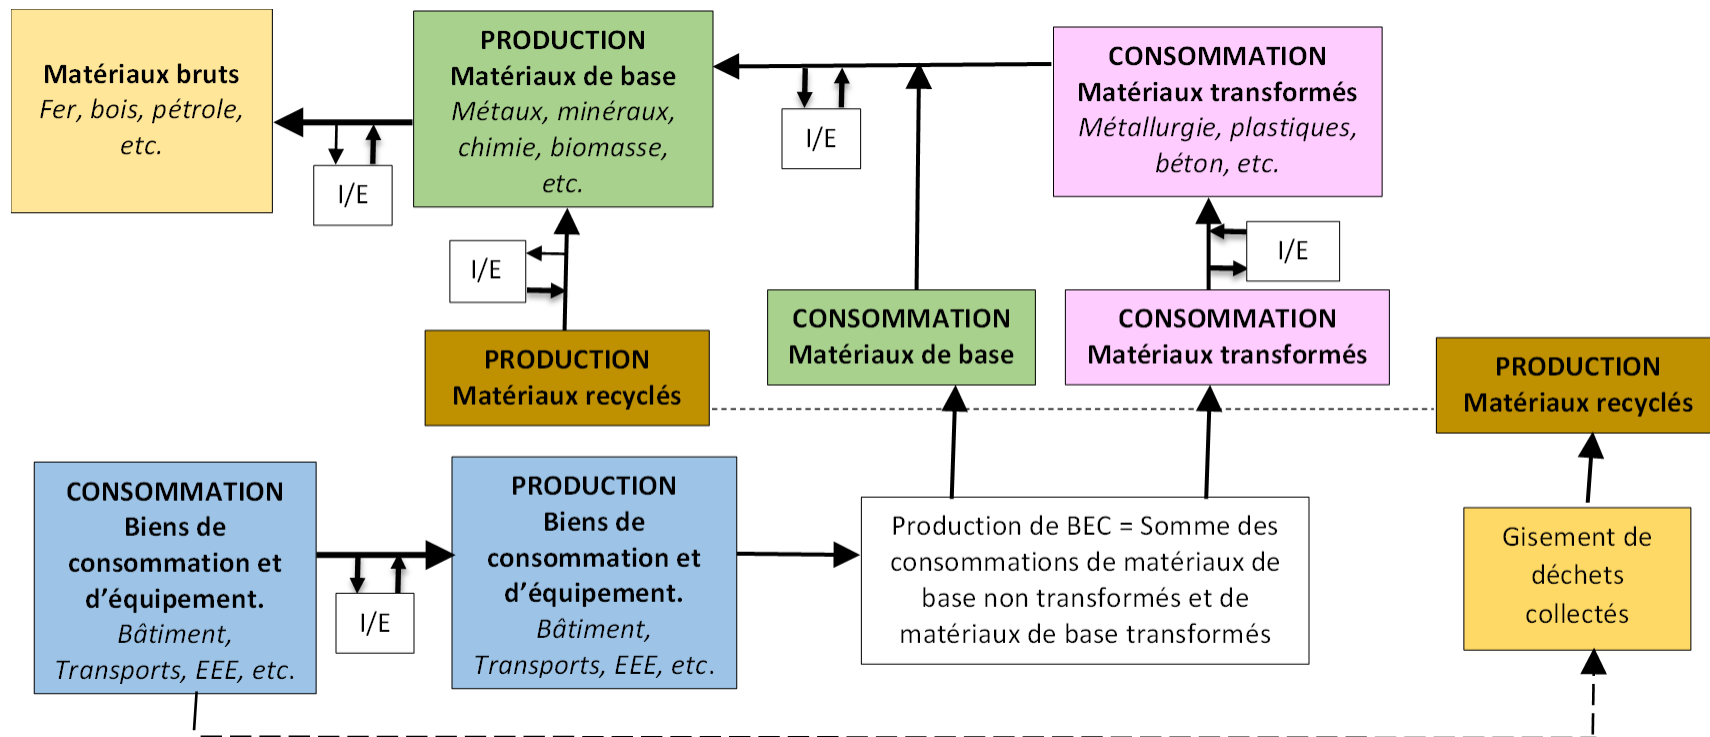 Matériaux bruts
Fer, bois, pétrole,
etc.
I/E
PRODUCTION
Matériaux de base
Métaux, minéraux,
chimie, biomasse,
etc.
I/E
CONSOMMATION
Matériaux transformés
Métallurgie, plastiques,
béton, etc.
I/E
I/E
PRODUCTION
Matériaux recyclés
CONSOMMATION
Matériaux de base
CONSOMMATION
Matériaux transformés
PRODUCTION
Matériaux recyclés
CONSOMMATION
Biens de
consommation et
d’équipement.
Bâtiment,
Transports, EEE, etc.
I/E
PRODUCTION
Biens de
consommation et
d’équipement.
Bâtiment,
Transports, EEE, etc.
Production de BEC = Somme des
consommations de matériaux de
base non transformés et de
matériaux de base transformés
Gisement de
déchets
collectés